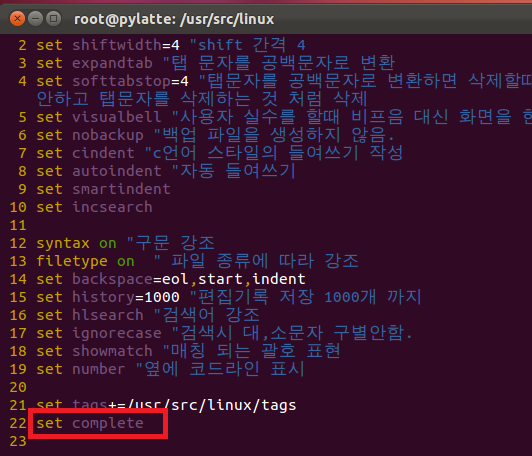 root@pylatte: /usr/src/linux
2 set shiftwidth=4 "shift 간격 4
3 set expandtab "탭 문자를 공백문자로 변환
4 set softtabstop=4 "탭문자를 공백문자로 변환하면 삭제할때
안하고 탭문자를 삭제하는 것 처럼 삭제
5 set visualbell "사용자 실수를 할때 비프음 대신 화면을
6 set nobackup "백업 파일을 생성하지 않음.
7 set cindent "c언어 스타일의 들여쓰기 작성
8 set autoindent "자동 들여쓰기
9 set smartindent
10 set incsearch
11
12 syntax on "구문 강조
13 filetype on " 파일 종류에 따라 강조
14 set backspace=eol,start,indent
15 set history=1000 "편집기록 저장 1000개 까지
16 set hlsearch "검색어 강조
17 set ignorecase "검색시 대,소문자 구별안함.
18 set showmatch "매칭 되는 괄호 표현
19 set number "옆에 코드라인 표시
20
21 set tags+=/usr/src/linux/tags
22 set complete
23